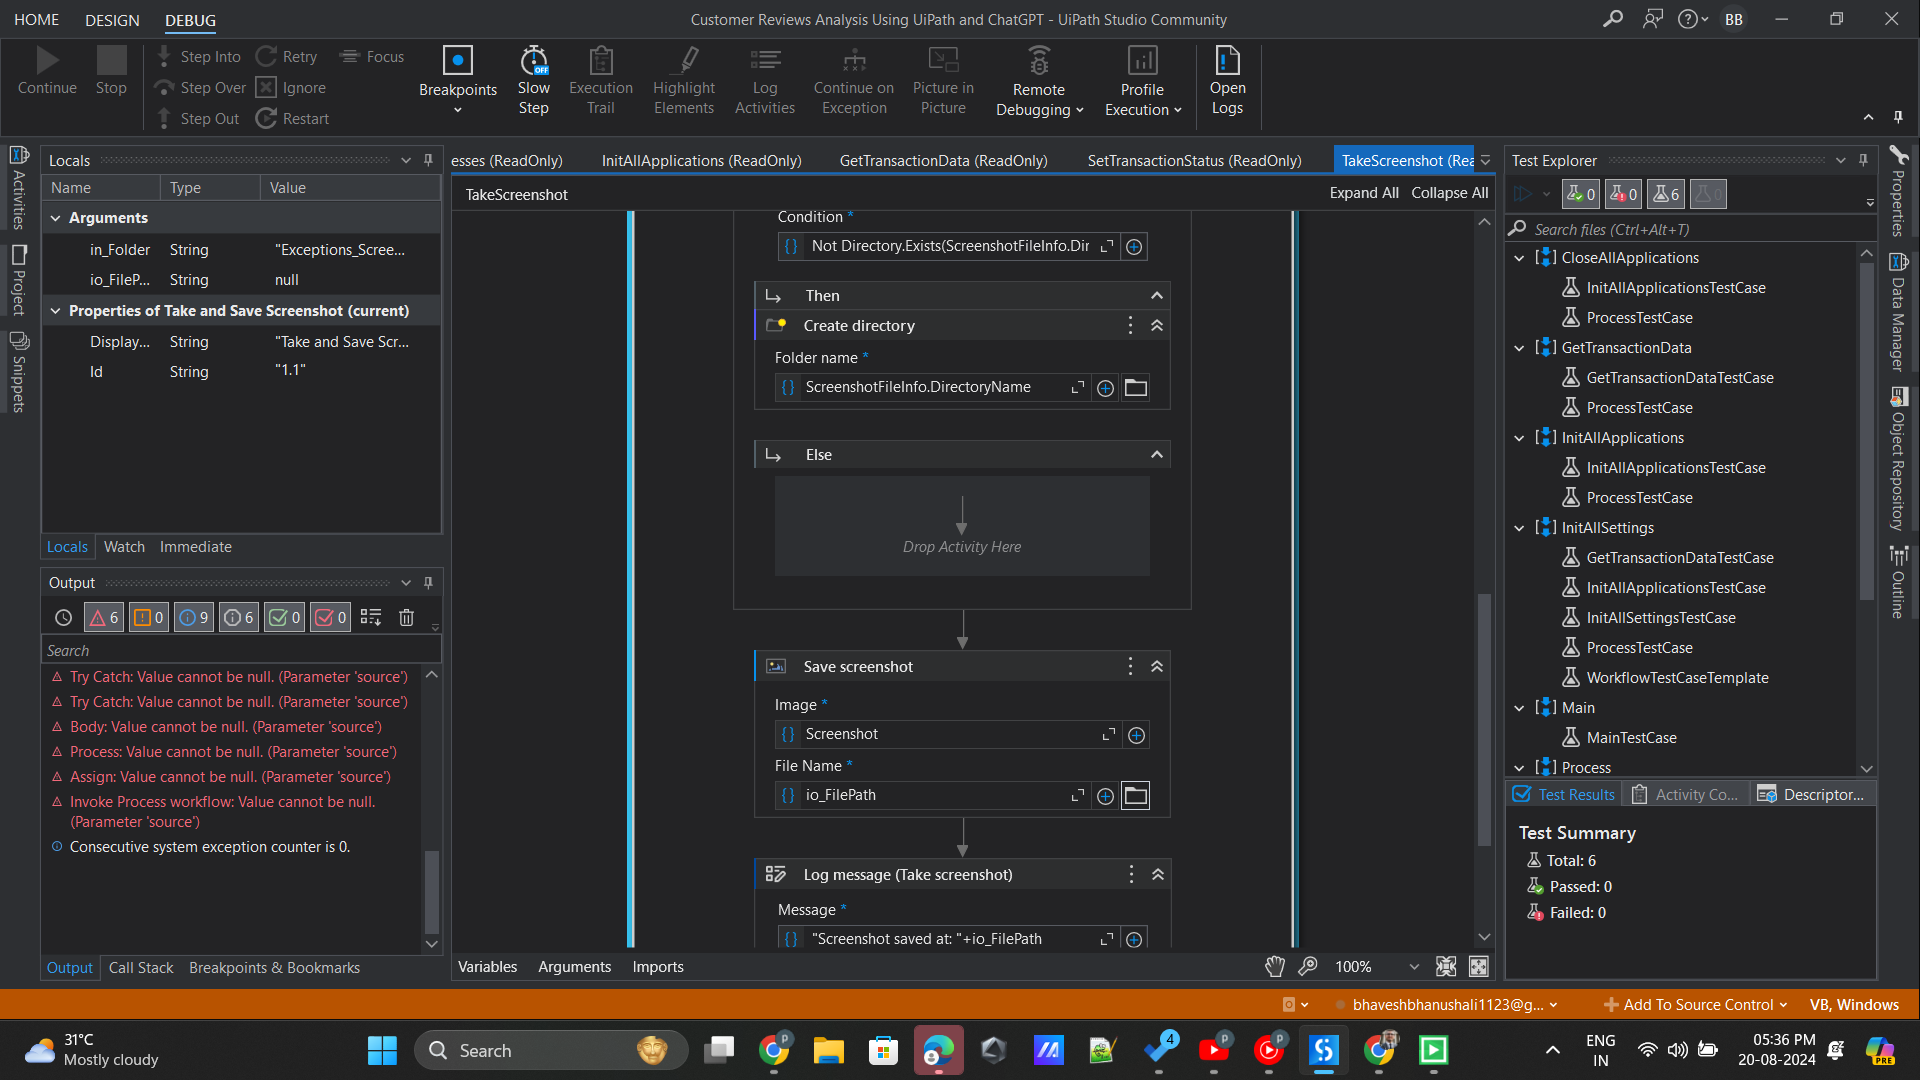 HOME DESIGN DEBUG
Customer Reviews Analysis Using UiPath and ChatGPT - UiPath Studio Community
BB
Continue
Stop
Step Into
Step Over
Step Out
Retry
Ignore
Restart
Focus
Breakpoints
Slow Step
OFF
Execution Trail
Highlight Elements
Log Activities
Continue on Exception
Picture in Picture
Remote Debugging
Profile Execution
Open Logs
Activities
Project
Snippets
Locals
Name Type Value
Arguments
in_Folder String "Exceptions_Scree...
io_FileP... String null
Properties of Take and Save Screenshot (current)
Display... String "Take and Save Scr...
Id String "1.1"
Locals Watch Immediate
Output
6 0 9 6 0 0
Search
Try Catch: Value cannot be null. (Parameter 'source')
Try Catch: Value cannot be null. (Parameter 'source')
Body: Value cannot be null. (Parameter 'source')
Process: Value cannot be null. (Parameter 'source')
Assign: Value cannot be null. (Parameter 'source')
Invoke Process workflow: Value cannot be null.
(Parameter 'source')
Consecutive system exception counter is 0.
Output Call Stack Breakpoints & Bookmarks
esses (ReadOnly) InitAllApplications (ReadOnly) GetTransactionData (ReadOnly) SetTransactionStatus (ReadOnly) TakeScreenshot (Rea
TakeScreenshot
Expand All Collapse All
Condition *
Not Directory.Exists(ScreenshotFileInfo.Dir
Then
Create directory
Folder name *
ScreenshotFileInfo.DirectoryName
Else
Drop Activity Here
Save screenshot
Image *
Screenshot
File Name *
io_FilePath
Log message (Take screenshot)
Message *
"Screenshot saved at: "+io_FilePath
Variables Arguments Imports
100%
Test Explorer
0 0 6 0
Search files (Ctrl+Alt+T)
CloseAllApplications
InitAllApplicationsTestCase
ProcessTestCase
GetTransactionData
GetTransactionDataTestCase
ProcessTestCase
InitAllApplications
InitAllApplicationsTestCase
ProcessTestCase
InitAllSettings
GetTransactionDataTestCase
InitAllApplicationsTestCase
InitAllSettingsTestCase
ProcessTestCase
WorkflowTestCaseTemplate
Main
MainTestCase
Process
Test Results Activity Co... Descriptor...
Test Summary
Total: 6
Passed: 0
Failed: 0
Properties
Data Manager
Object Repository
Outline
bhaveshbhanushali1123@g...
Add To Source Control
VB, Windows
31°C
Mostly cloudy
Search
P
4
P
P
ENG
IN
05:36 PM
20-08-2024
PRE